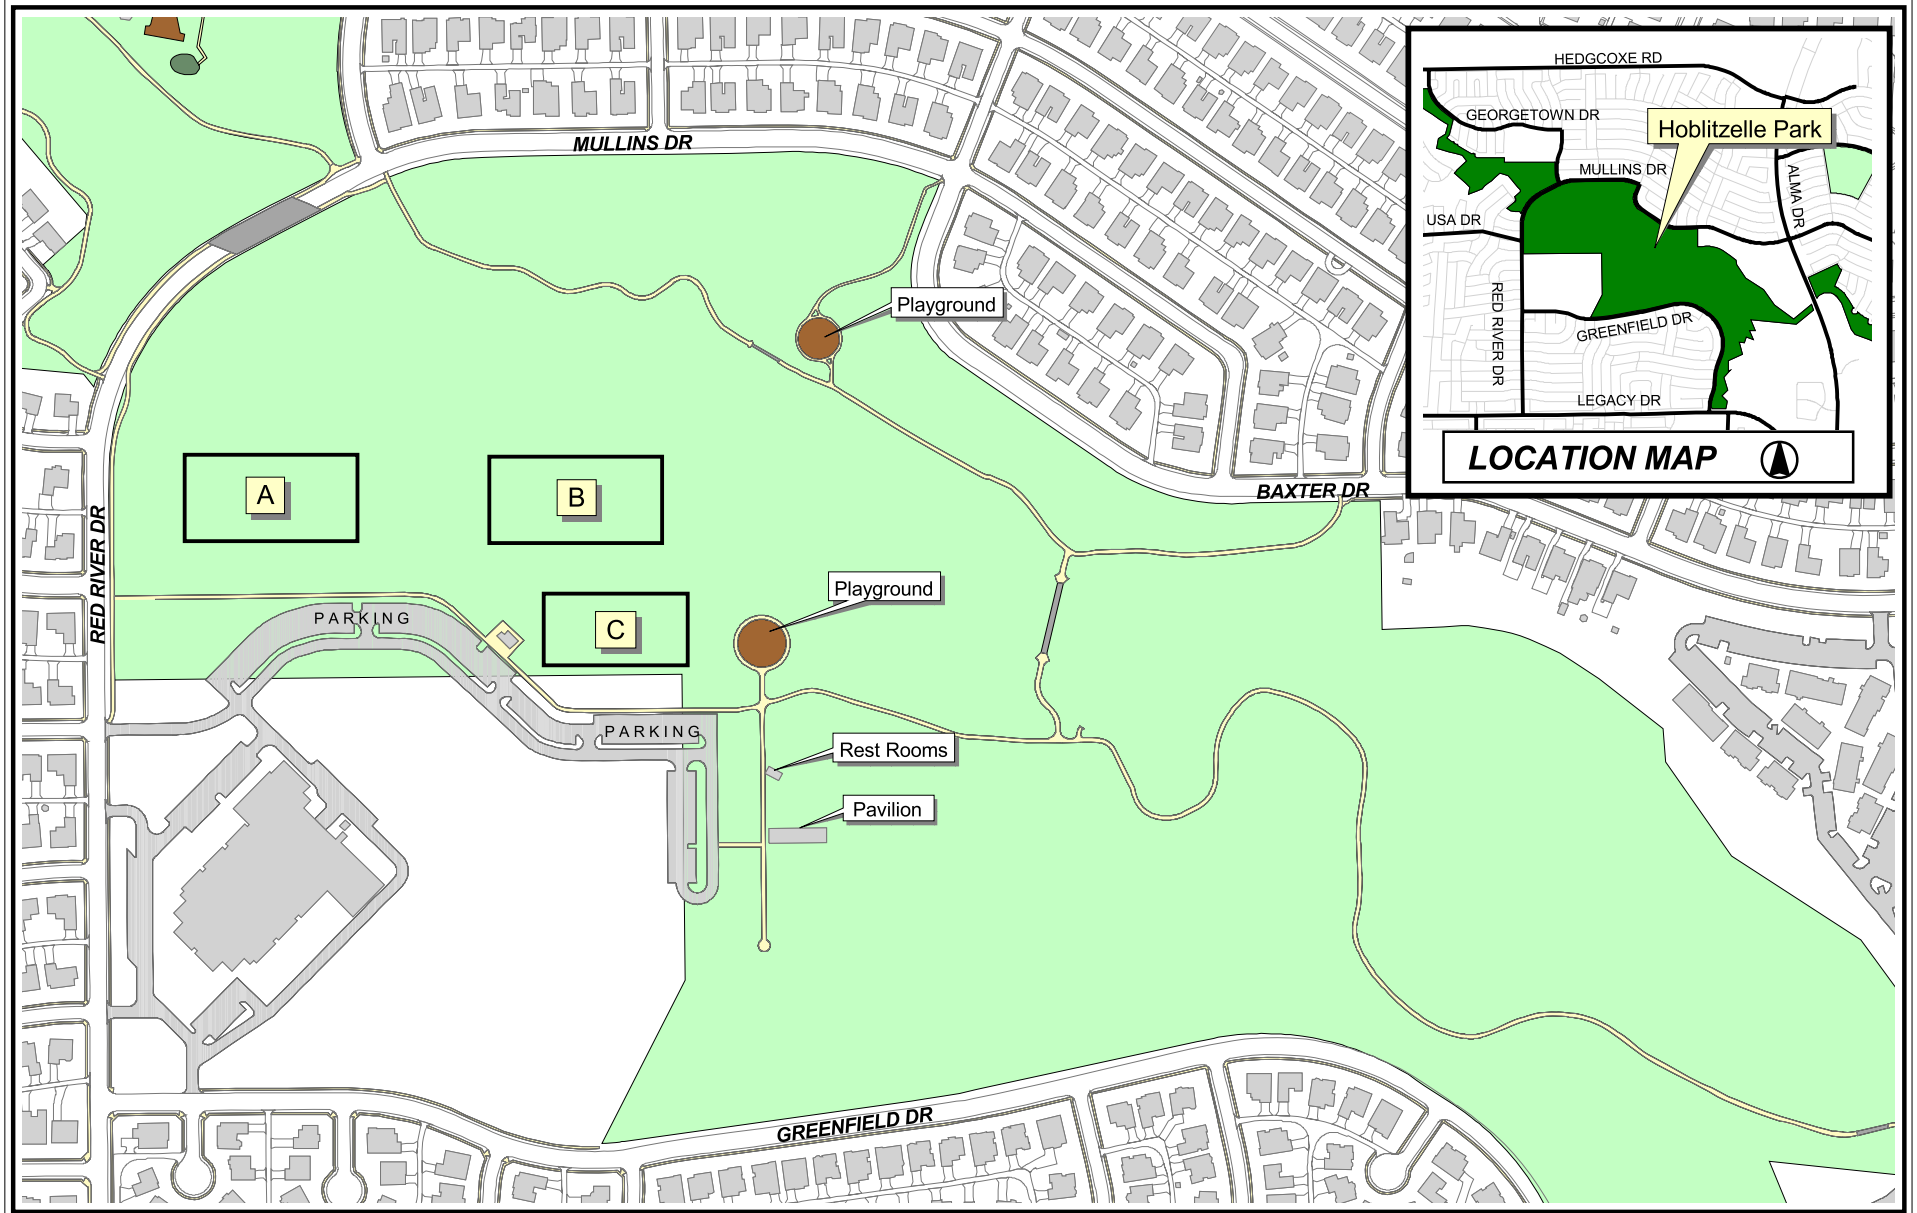 MULLINS DR
Playground
A
B
BAXTER DR
RED RIVER DR
Playground
PARKING
C
PARKING
Rest Rooms
Pavilion
GREENFIELD DR
HEDGCOXE RD
GEORGETOWN DR
Hoblitzelle Park
MULLINS DR
ALMA DR
USA DR
RED RIVER DR
GREENFIELD DR
LEGACY DR
LOCATION MAP